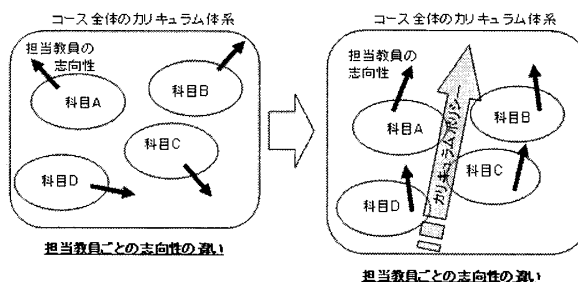 コース全体のカリキュラム体系
担当教員の
志向性
科目A
科目B
科目C
科目D
担当教員ごとの志向性の違い
コース全体のカリキュラム体系
担当教員の
志向性
科目A
科目B
科目C
科目D
カリキュラムポリシー
担当教員ごとの志向性の違い